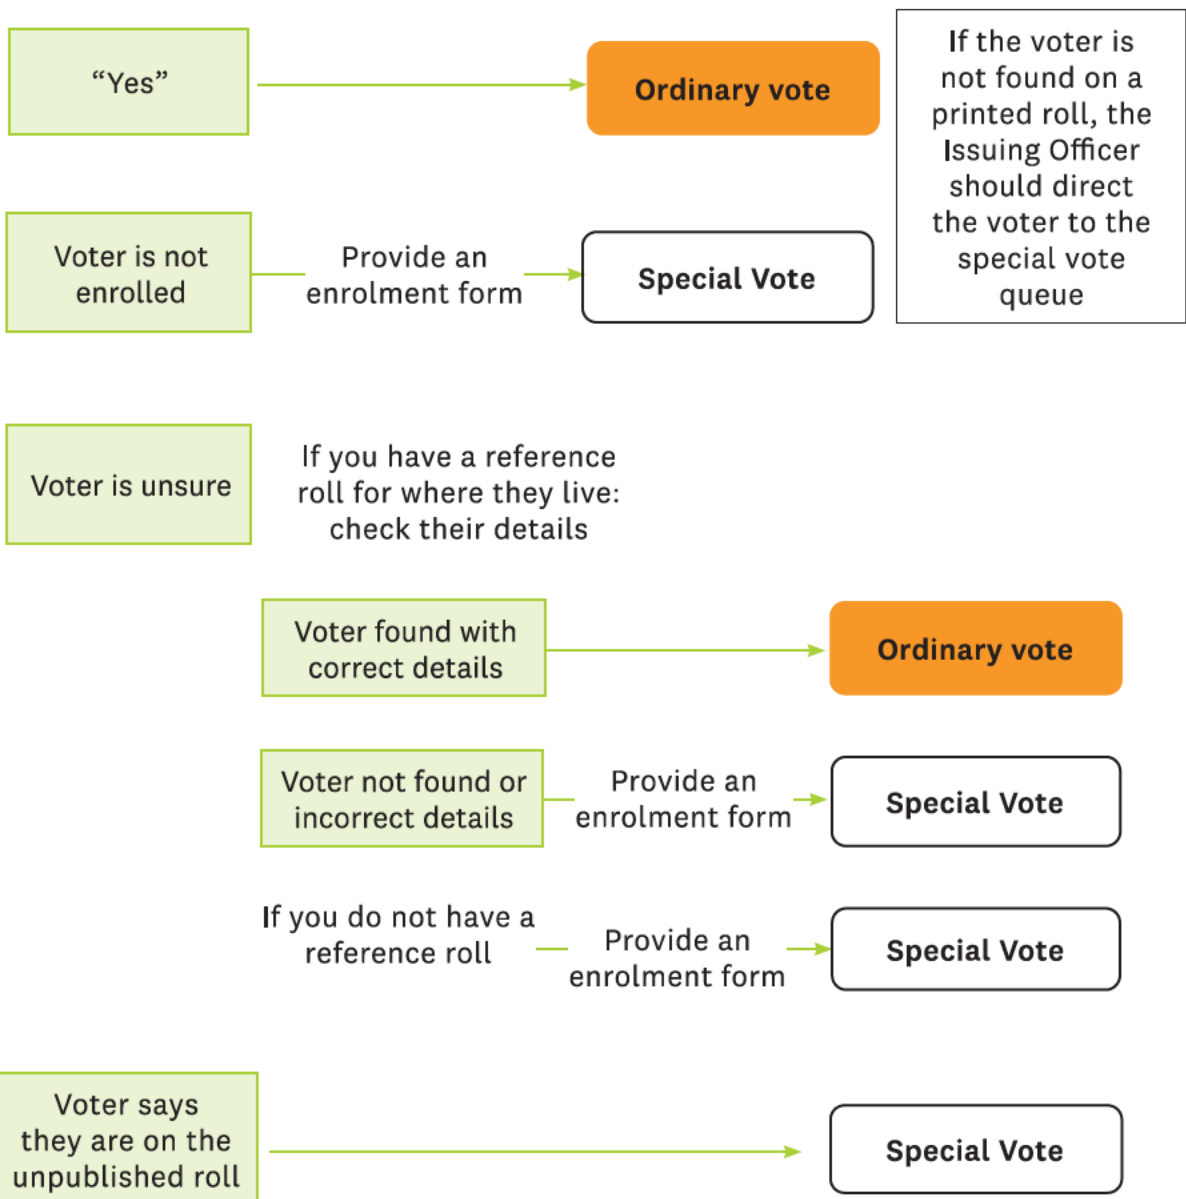 “Yes”
Ordinary vote
If the voter is
not found on a
printed roll, the
Issuing Officer
should direct
the voter to the
special vote
queue
Voter is not
enrolled
Provide an
enrolment form
Special Vote
Voter is unsure
If you have a reference
roll for where they live:
check their details
Voter found with
correct details
Ordinary vote
Voter not found or
incorrect details
Provide an
enrolment form
Special Vote
If you do not have a
reference roll
Provide an
enrolment form
Special Vote
Voter says
they are on the
unpublished roll
Special Vote